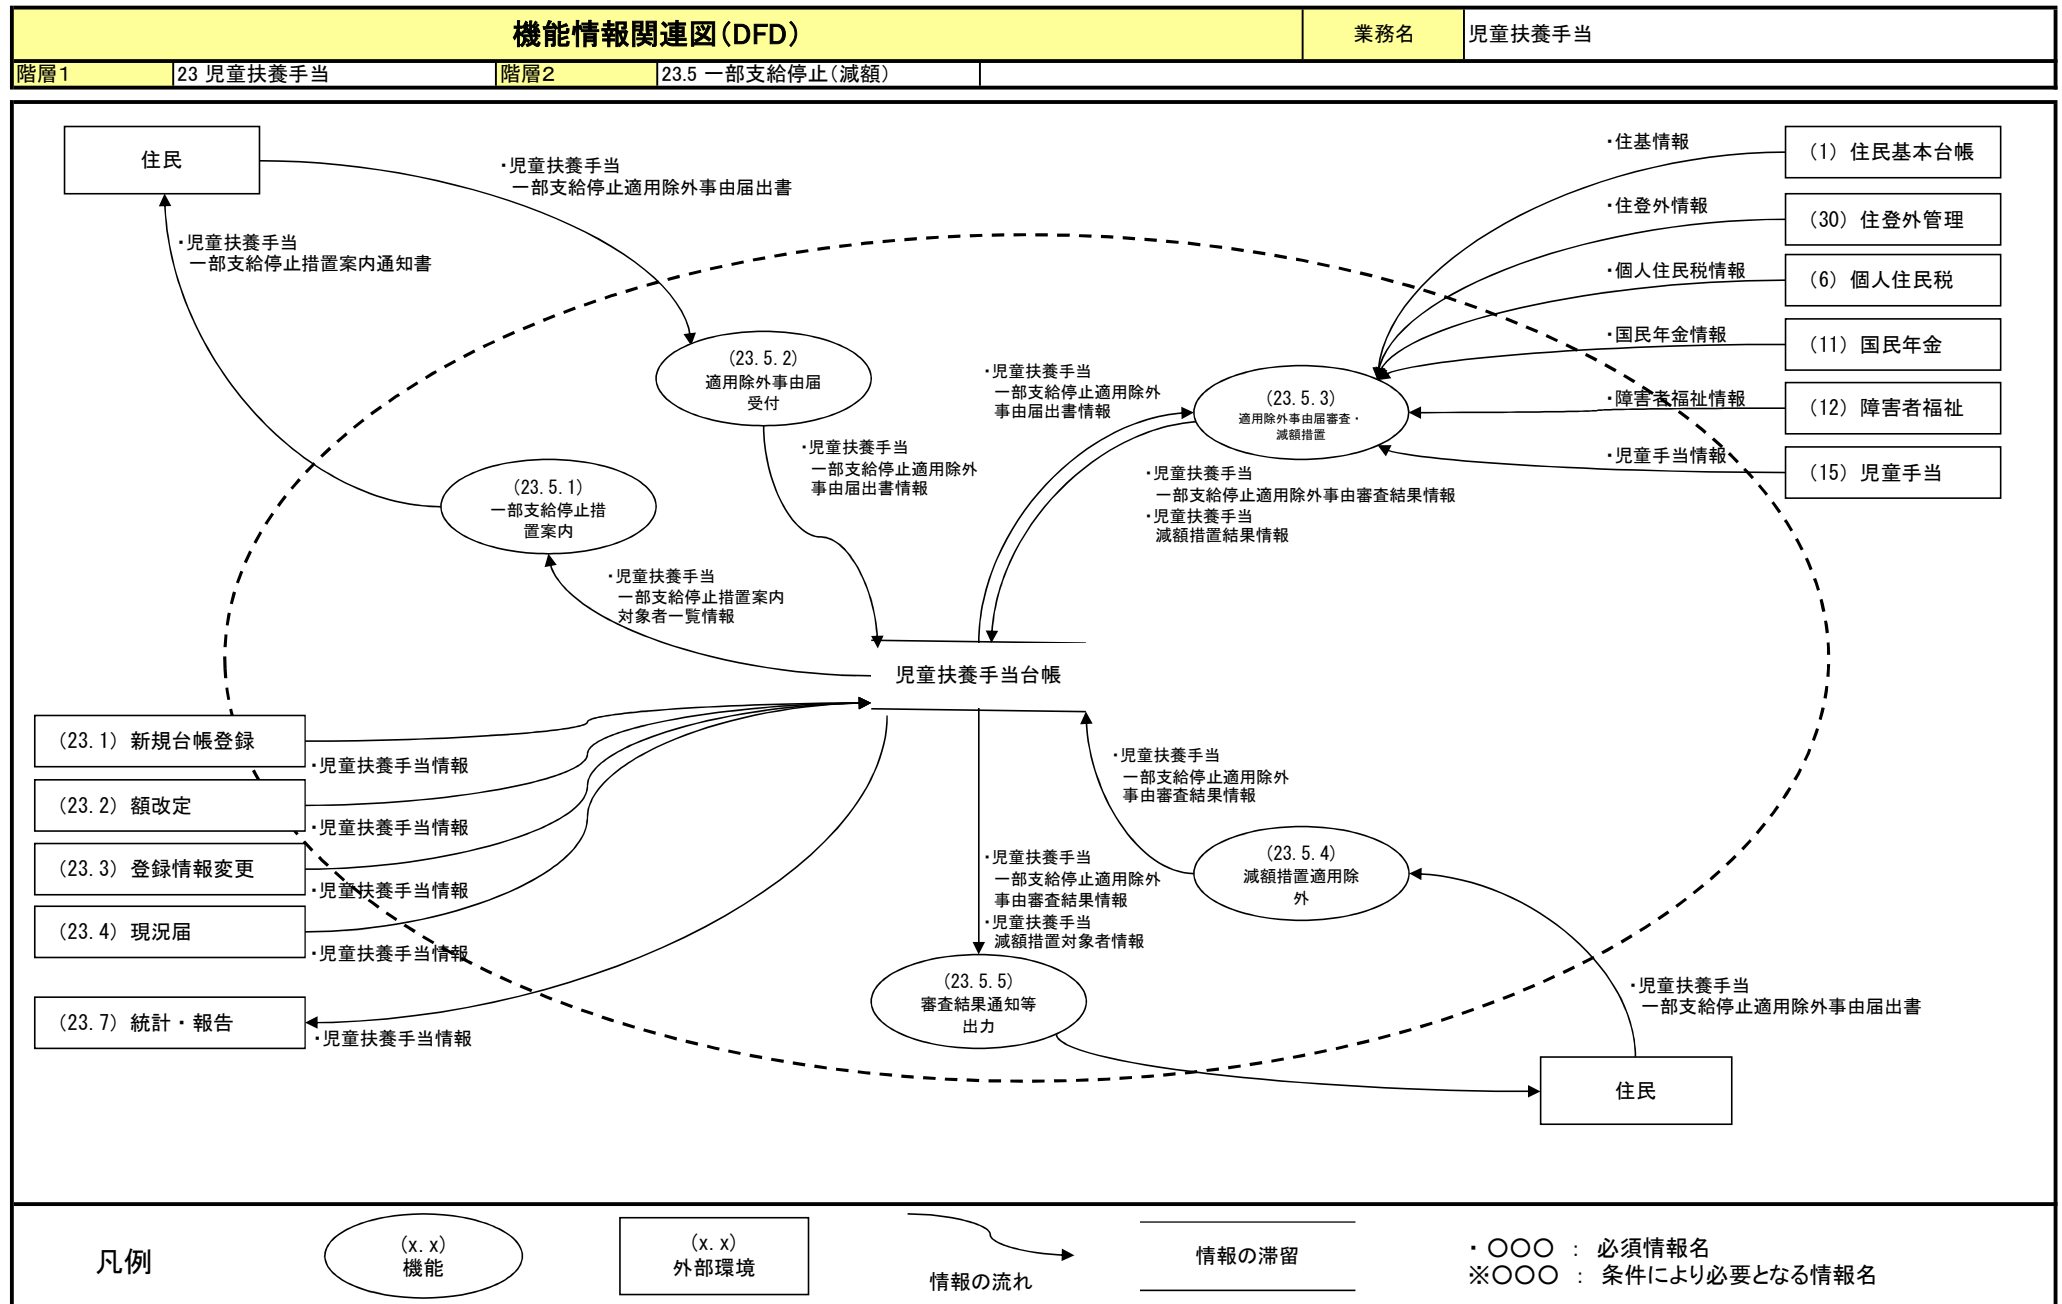 機能情報関連図(DFD)
業務名
児童扶養手当
階層1
23 児童扶養手当
階層2
23.5 一部支給停止(減額)
住民
・児童扶養手当
一部支給停止適用除外事由届出書
・児童扶養手当
一部支給停止措置案内通知書
・住基情報
(1) 住民基本台帳
・住登外情報
(30) 住登外管理
・個人住民税情報
(6) 個人住民税
・国民年金情報
(11) 国民年金
・障害者福祉情報
(12) 障害者福祉
・児童手当情報
(15) 児童手当
(23.5.2)
適用除外事由届
受付
・児童扶養手当
一部支給停止適用除外
事由届出書情報
(23.5.3)
適用除外事由届審査・
減額措置
・児童扶養手当
一部支給停止適用除外
事由届出書情報
・児童扶養手当
一部支給停止適用除外事由審査結果情報
・児童扶養手当
減額措置結果情報
(23.5.1)
一部支給停止措
置案内
・児童扶養手当
一部支給停止措置案内
対象者一覧情報
児童扶養手当台帳
(23.1) 新規台帳登録
・児童扶養手当情報
(23.2) 額改定
・児童扶養手当情報
(23.3) 登録情報変更
・児童扶養手当情報
(23.4) 現況届
・児童扶養手当情報
(23.7) 統計・報告
・児童扶養手当情報
・児童扶養手当
一部支給停止適用除外
事由審査結果情報
(23.5.4)
減額措置適用除
外
・児童扶養手当
一部支給停止適用除外
事由審査結果情報
・児童扶養手当
減額措置対象者情報
(23.5.5)
審査結果通知等
出力
・児童扶養手当
一部支給停止適用除外事由届出書
住民
凡例
(x.x)
機能
(x.x)
外部環境
情報の流れ
情報の滞留
・ 〇〇〇 : 必須情報名
※〇〇〇 : 条件により必要となる情報名